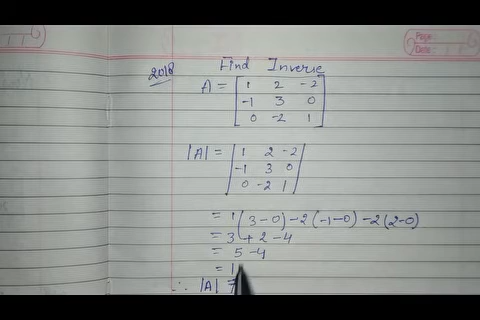 Page:
Date:
2018 Find Inverse
A = [ 1 2 -2
-1 3 0
0 -2 1 ]
|A| = | 1 2 -2
-1 3 0
0 -2 1 |
= 1 (3-0) -2 (-1-0) -2 (2-0)
= 3 + 2 - 4
= 5 - 4
= 1
∴ |A| ≠